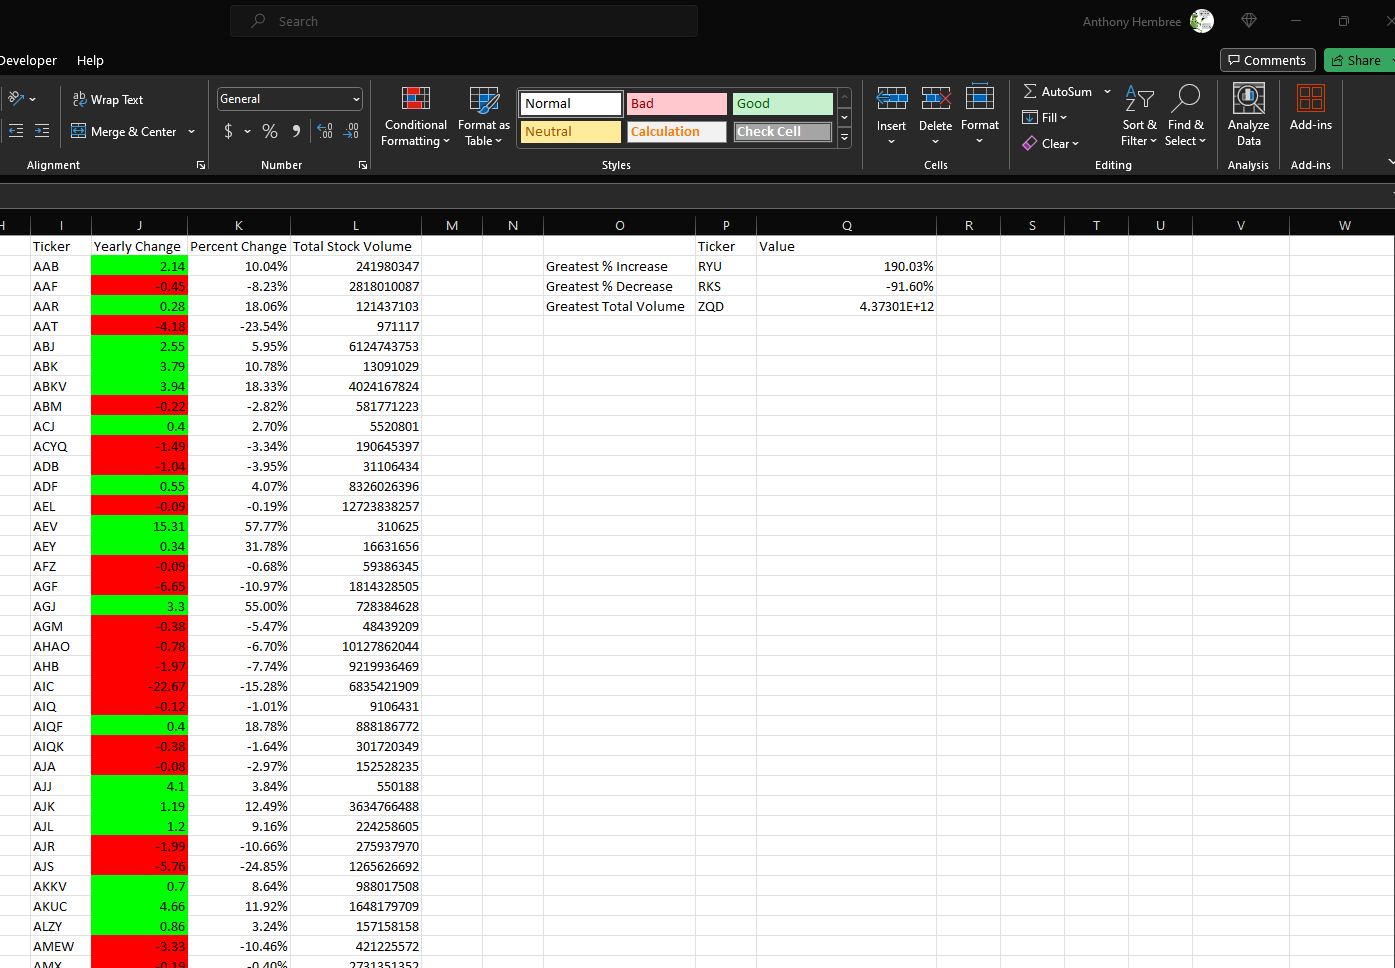 Search
Anthony Hembree
Developer Help
Comments Share
Wrap Text
Merge & Center
Alignment
General
$ % 9
Number
Conditional Formatting
Format as Table
Normal Bad Good
Neutral Calculation Check Cell
Styles
Insert Delete Format
Cells
AutoSum
Fill
Clear
Sort & Filter
Find & Select
Editing
Analyze Data
Analysis
Add-ins
Add-ins
H I J K L M N O P Q R S T U V W
Ticker Yearly Change Percent Change Total Stock Volume Ticker Value
AAB 2.14 10.04% 241980347 Greatest % Increase RYU 190.03%
AAF -0.45 -8.23% 2818010087 Greatest % Decrease RKS -91.60%
AAR 0.28 18.06% 121437103 Greatest Total Volume ZQD 4.37301E+12
AAT -4.18 -23.54% 971117
ABJ 2.55 5.95% 6124743753
ABK 3.79 10.78% 13091029
ABKV 3.94 18.33% 4024167824
ABM -0.22 -2.82% 581771223
ACJ 0.4 2.70% 5520801
ACYQ -1.49 -3.34% 190645397
ADB -1.04 -3.95% 31106434
ADF 0.55 4.07% 8326026396
AEL -0.09 -0.19% 12723838257
AEV 15.31 57.77% 310625
AEY 0.34 31.78% 16631656
AFZ -0.09 -0.68% 59386345
AGF -6.65 -10.97% 1814328505
AGJ 3.3 55.00% 728384628
AGM -0.38 -5.47% 48439209
AHAO -0.78 -6.70% 10127862044
AHB -1.97 -7.74% 9219936469
AIC -22.67 -15.28% 6835421909
AIQ -0.12 -1.01% 9106431
AIQF 0.4 18.78% 888186772
AIQK -0.38 -1.64% 301720349
AJA -0.08 -2.97% 152528235
AJJ 4.1 3.84% 550188
AJK 1.19 12.49% 3634766488
AJL 1.2 9.16% 224258605
AJR -1.99 -10.66% 275937970
AJS -5.76 -24.85% 1265626692
AKKV 0.7 8.64% 988017508
AKUC 4.66 11.92% 1648179709
ALZY 0.86 3.24% 157158158
AMEW -3.33 -10.46% 421225572
AMX -0.19 -0.40% 2731351352